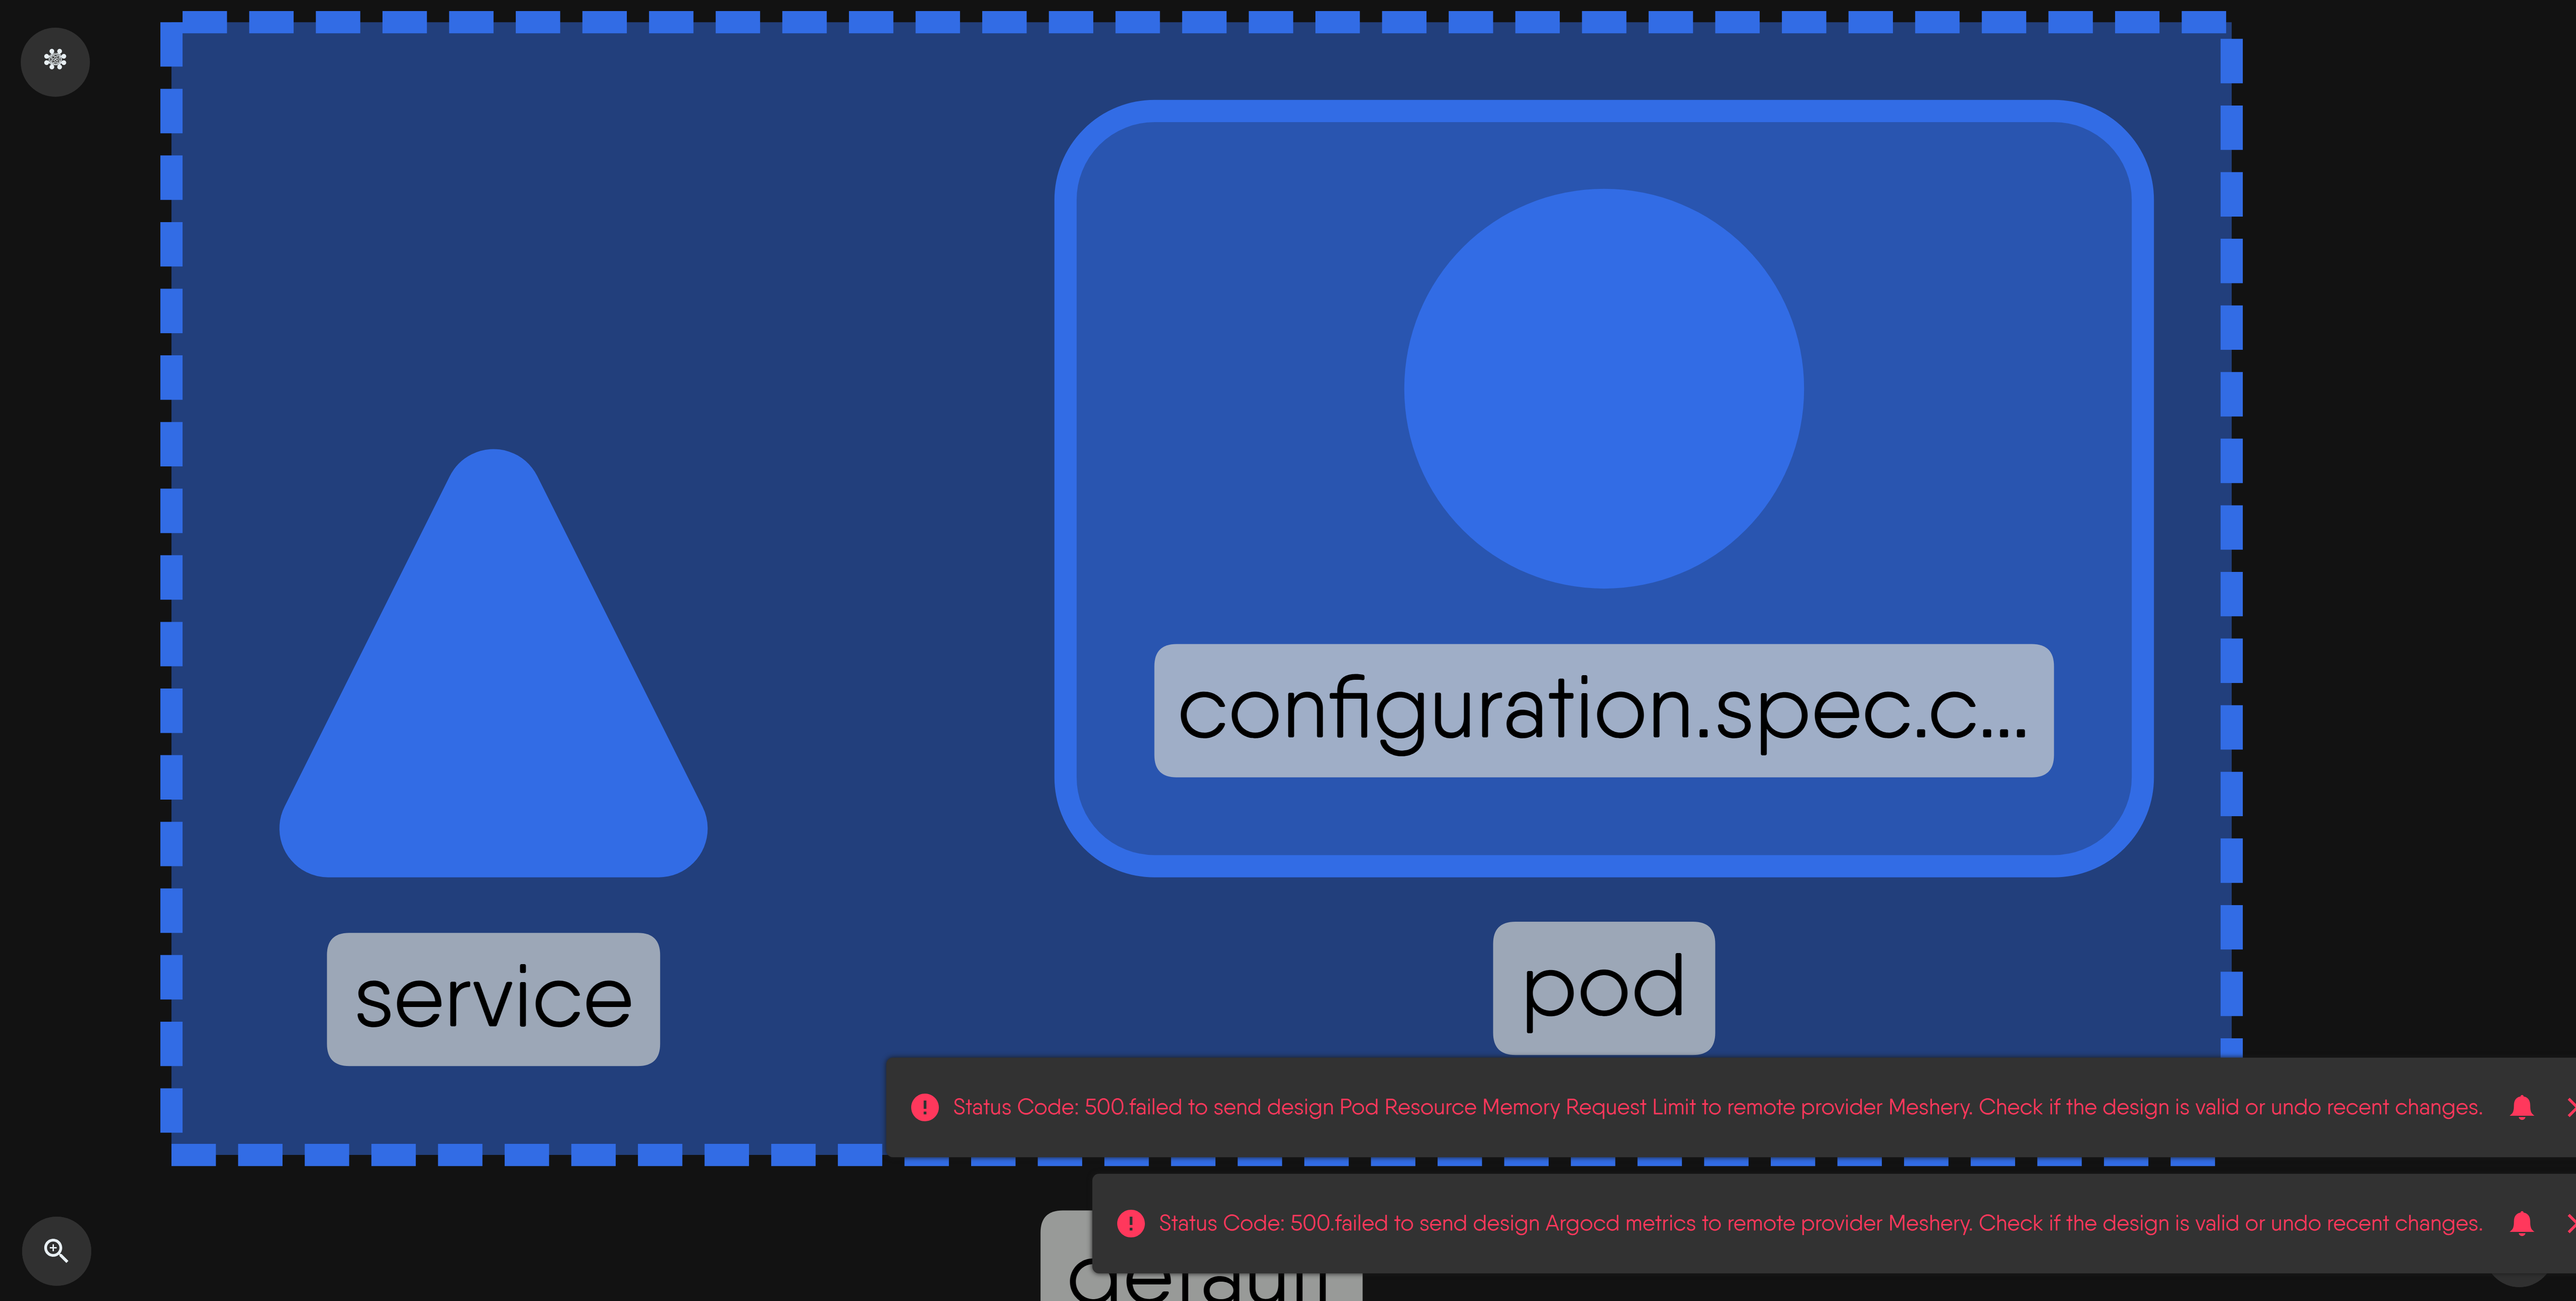 configuration.spec.c...
service
pod
Status Code: 500.failed to send design Pod Resource Memory Request Limit to remote provider Meshery. Check if the design is valid or undo recent changes.
Status Code: 500.failed to send design Argocd metrics to remote provider Meshery. Check if the design is valid or undo recent changes.
default